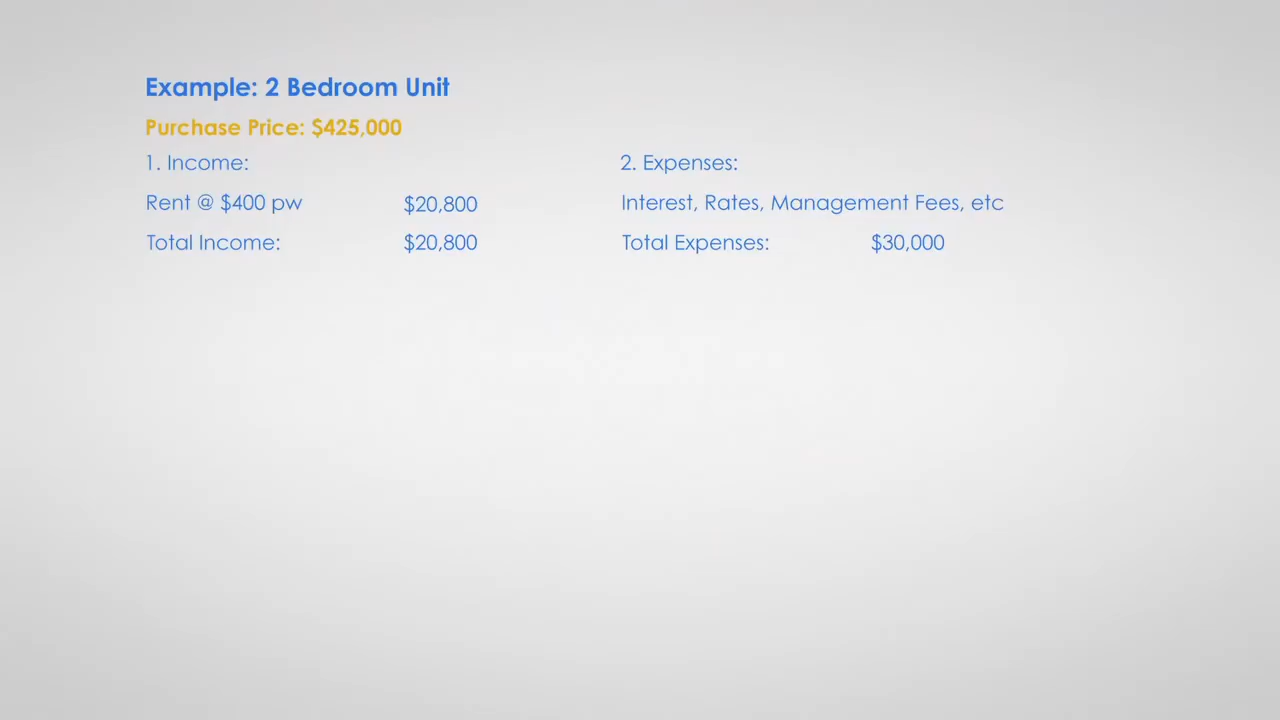 Example: 2 Bedroom Unit
Purchase Price: $425,000
1. Income:
Rent @ $400 pw $20,800
Total Income: $20,800
2. Expenses:
Interest, Rates, Management Fees, etc
Total Expenses: $30,000